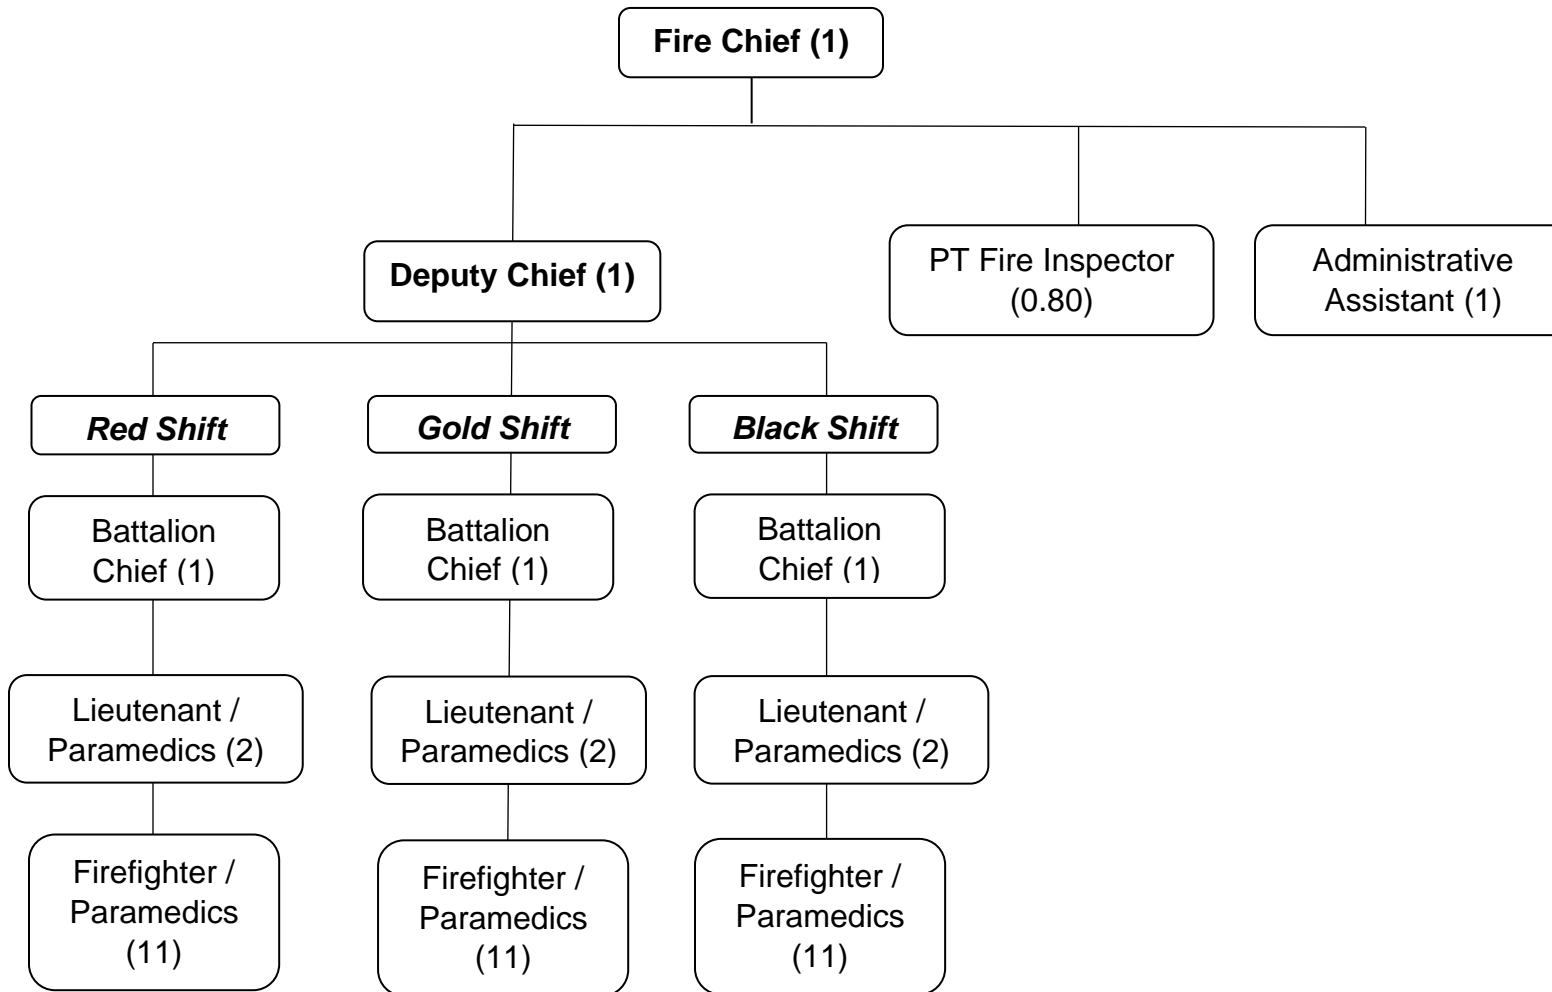 Fire Chief (1)
Deputy Chief (1)
PT Fire Inspector
(0.80)
Administrative
Assistant (1)
Red Shift
Gold Shift
Black Shift
Battalion
Chief (1)
Battalion
Chief (1)
Battalion
Chief (1)
Lieutenant /
Paramedics (2)
Lieutenant /
Paramedics (2)
Lieutenant /
Paramedics (2)
Firefighter /
Paramedics
(11)
Firefighter /
Paramedics
(11)
Firefighter /
Paramedics
(11)